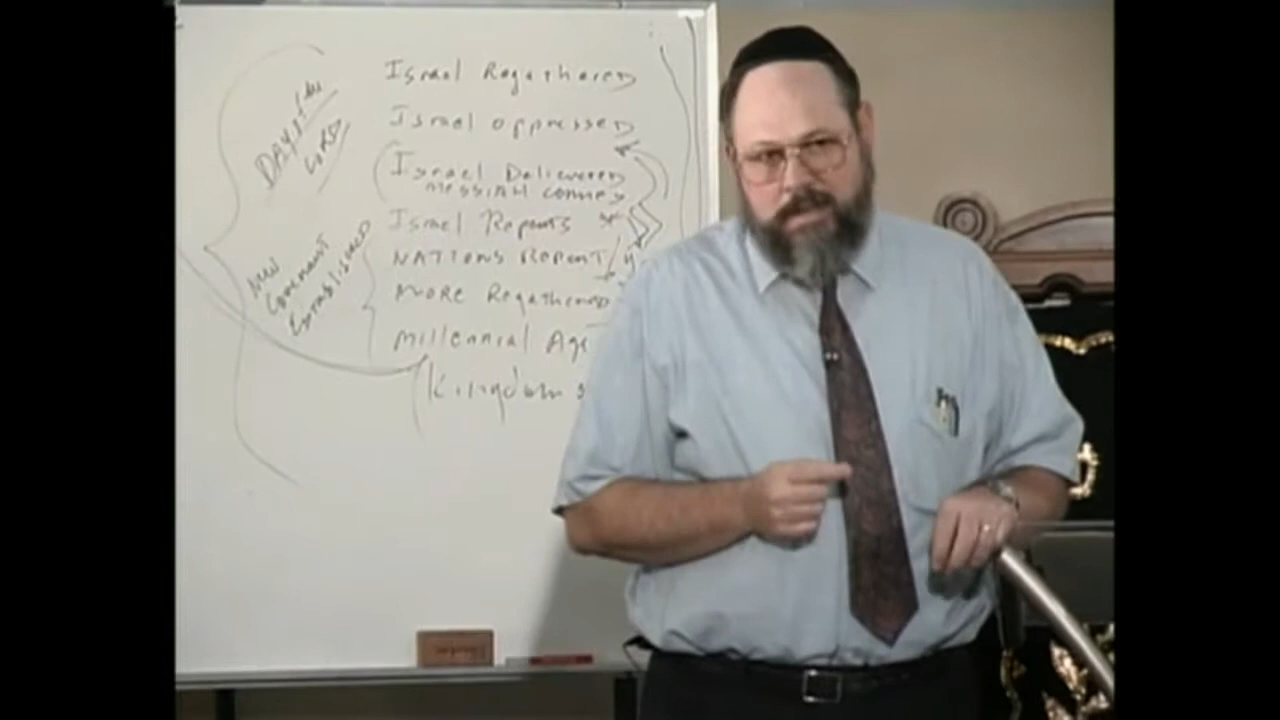 Israel Regathered
Israel oppressed
Israel Delivered
MESSIAH comes
Israel Repents
NATIONS Repent
MORE Regathered
Millennial Age
Kingdom
DAY of the
LORD
New
Covenant
Established